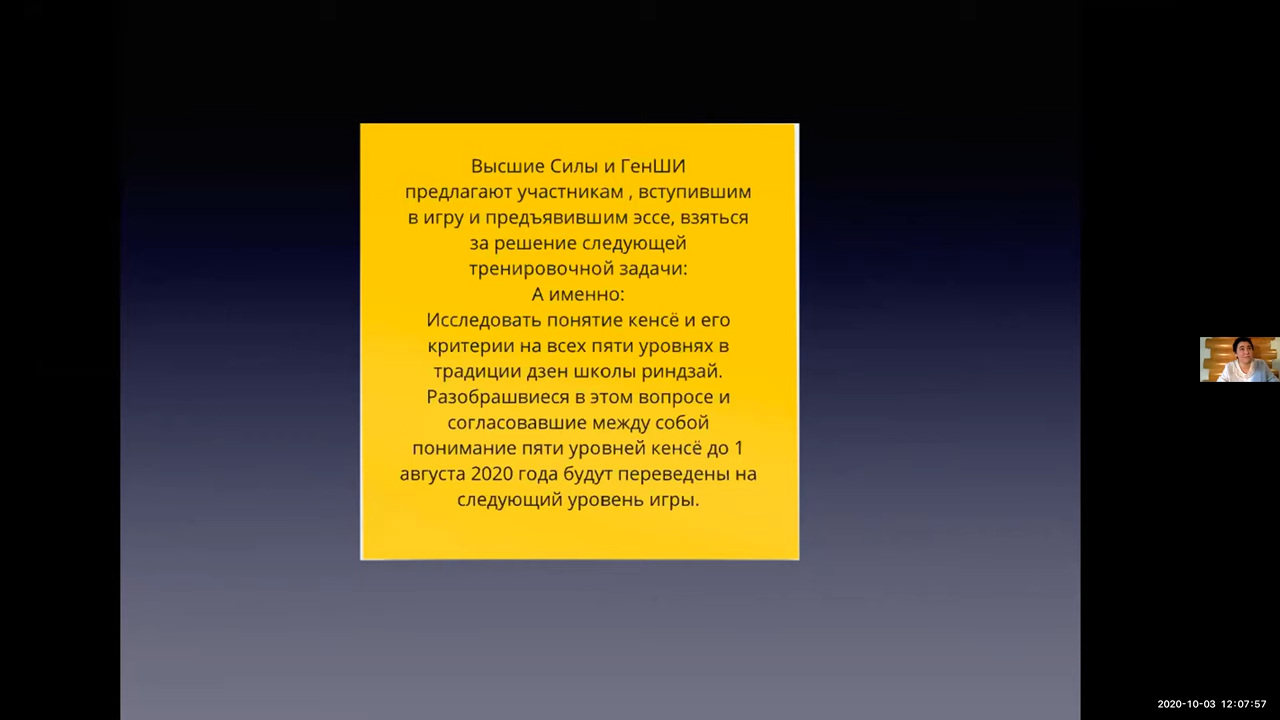 Высшие Силы и ГенШИ
предлагают участникам , вступившим
в игру и предъявившим эссе, взяться
за решение следующей
тренировочной задачи:
А именно:
Исследовать понятие кенсё и его
критерии на всех пяти уровнях в
традиции дзен школы риндзай.
Разобрашвиеся в этом вопросе и
согласовавшие между собой
понимание пяти уровней кенсё до 1
августа 2020 года будут переведены на
следующий уровень игры.
2020-10-03 12:07:57